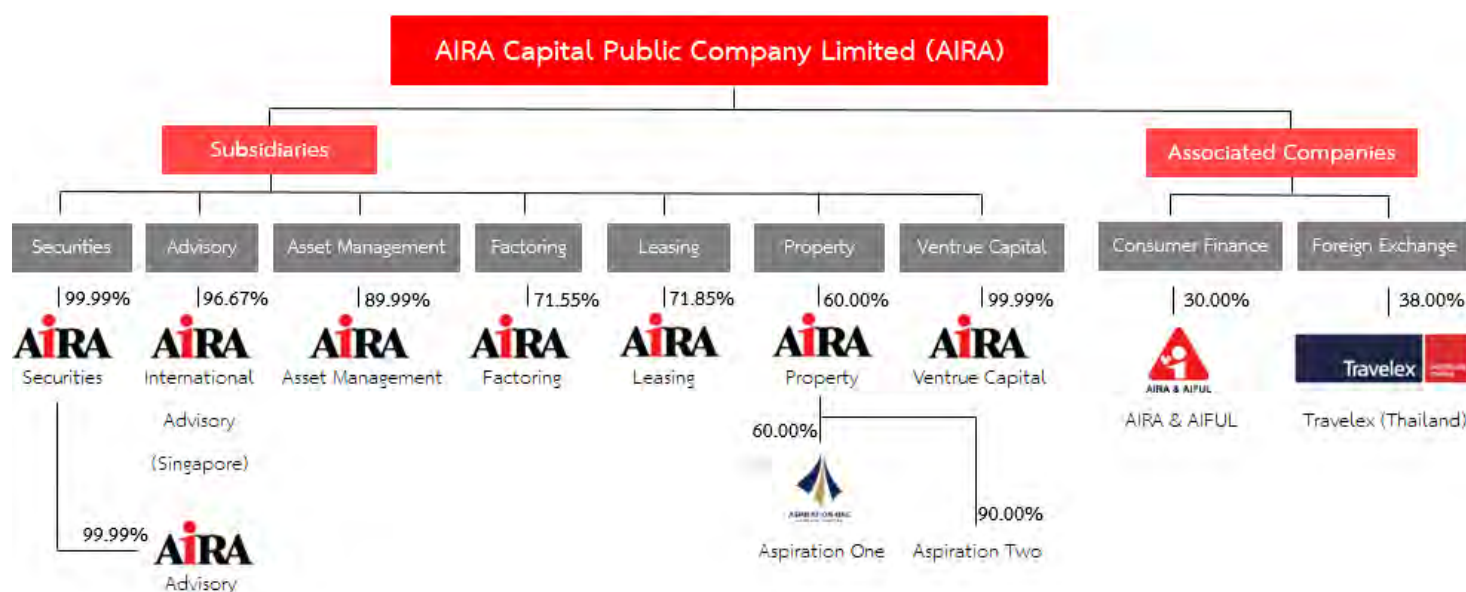 AIRA Capital Public Company Limited (AIRA)
Subsidiaries
Associated Companies
Securities
Advisory
Asset Management
Factoring
Leasing
Property
Ventrue Capital
Consumer Finance
Foreign Exchange
99.99%
96.67%
89.99%
71.55%
71.85%
60.00%
99.99%
30.00%
38.00%
AiRA
Securities
AiRA
International
Advisory
(Singapore)
AiRA
Asset Management
AiRA
Factoring
AiRA
Leasing
AiRA
Property
AiRA
Ventrue Capital
AIRA & AIFUL
AIRA & AIFUL
Travelex
Travelex (Thailand)
60.00%
ASPIRATION ONE
Aspiration One
90.00%
Aspiration Two
99.99%
AiRA
Advisory